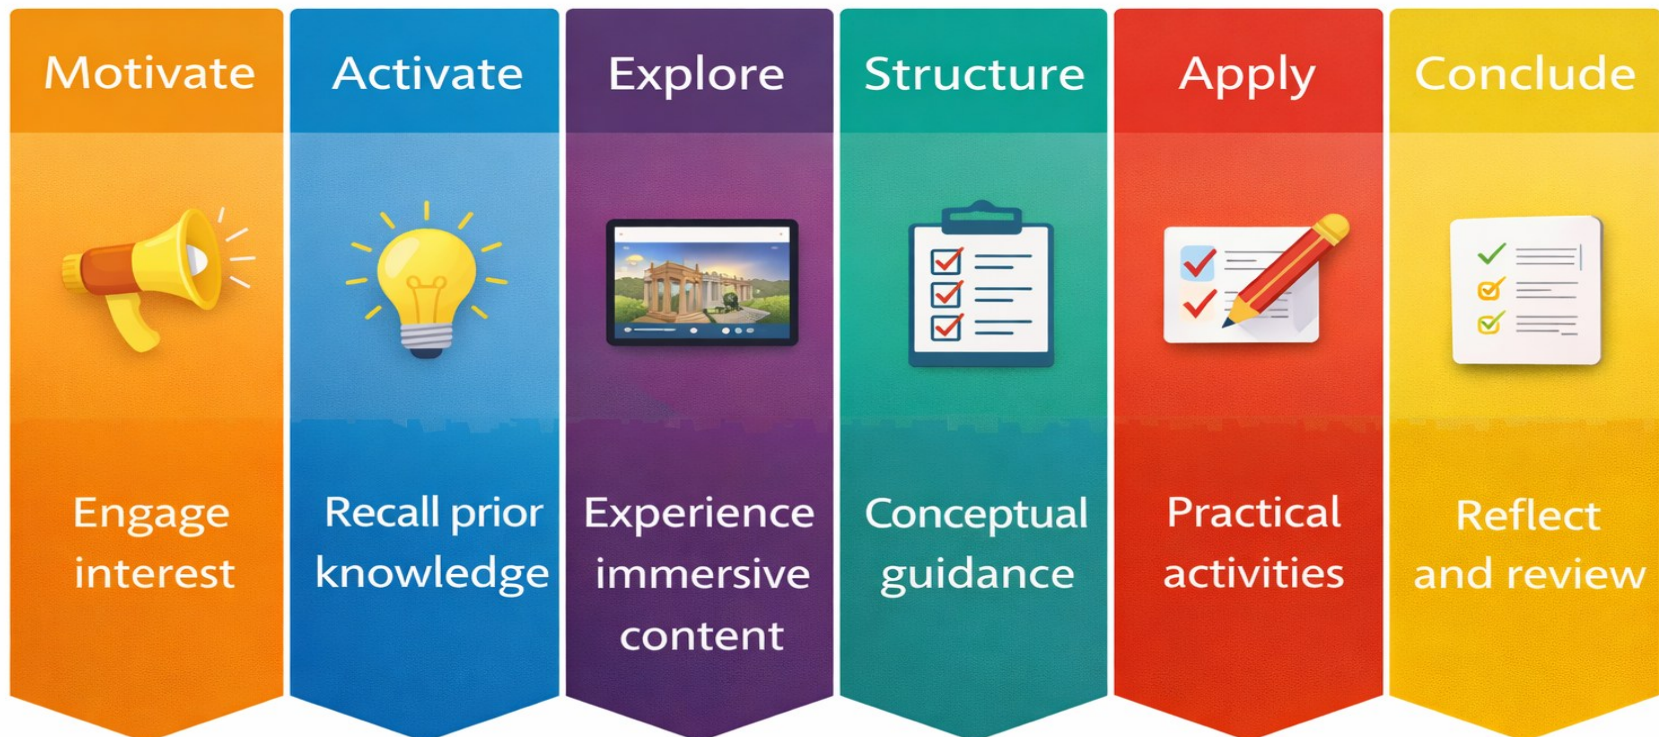 Motivate
Engage
interest
Activate
Recall prior
knowledge
Explore
Experience
immersive
content
Structure
Conceptual
guidance
Apply
Practical
activities
Conclude
Reflect
and review